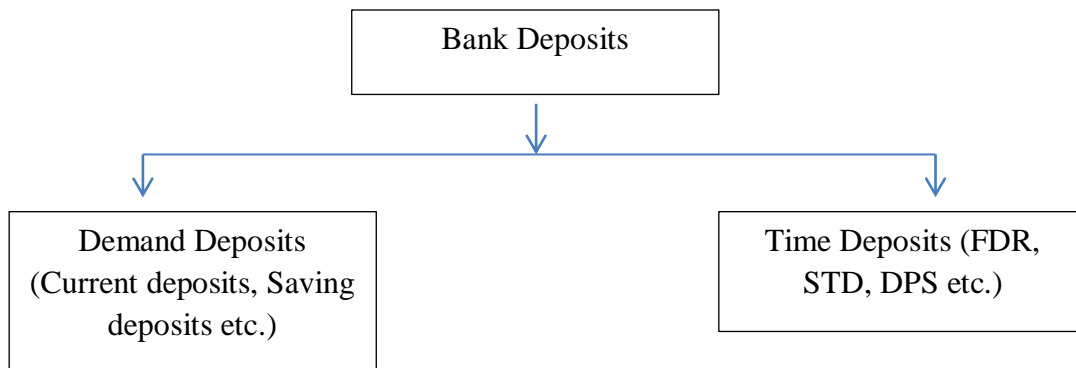 Bank Deposits
Demand Deposits
(Current deposits, Saving
deposits etc.)
Time Deposits (FDR,
STD, DPS etc.)